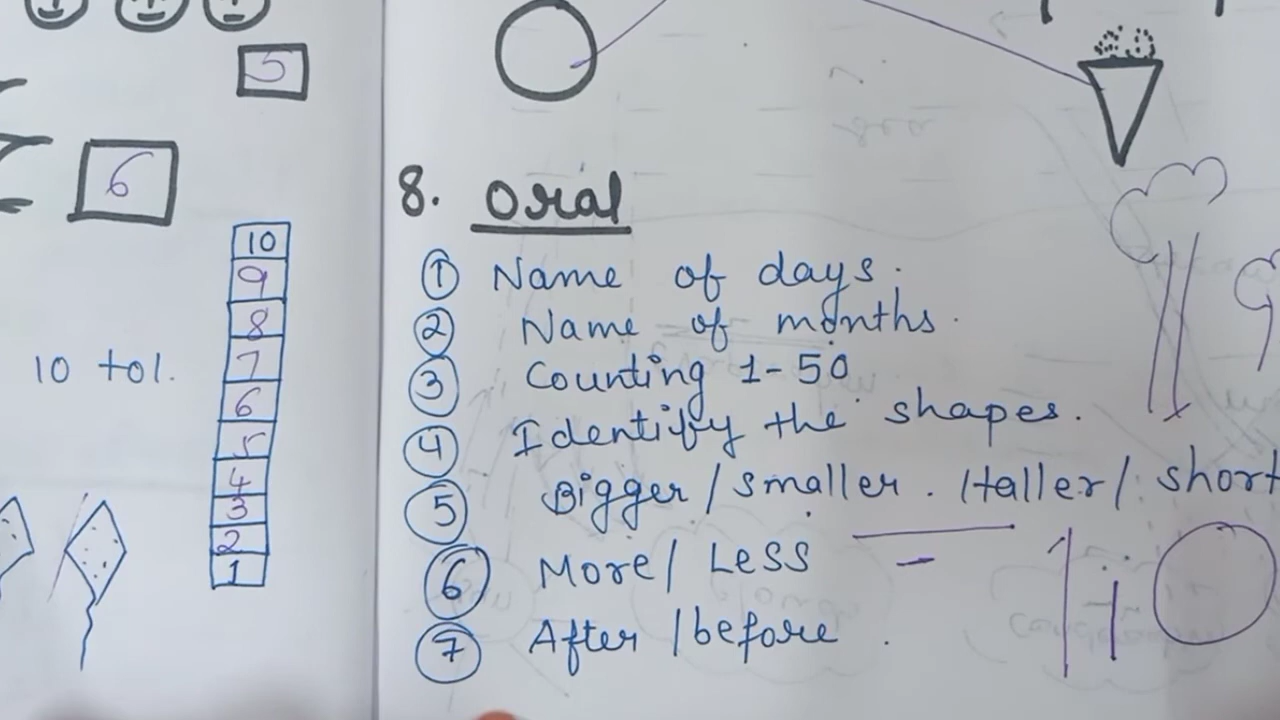 5
6
10 to 1.
10
9
8
7
6
5
4
3
2
1
8. Oral
① Name of days.
② Name of months.
③ Counting 1-50
④ Identify the shapes.
⑤ Bigger/smaller. /taller/short
⑥ More/Less
⑦ After/before.